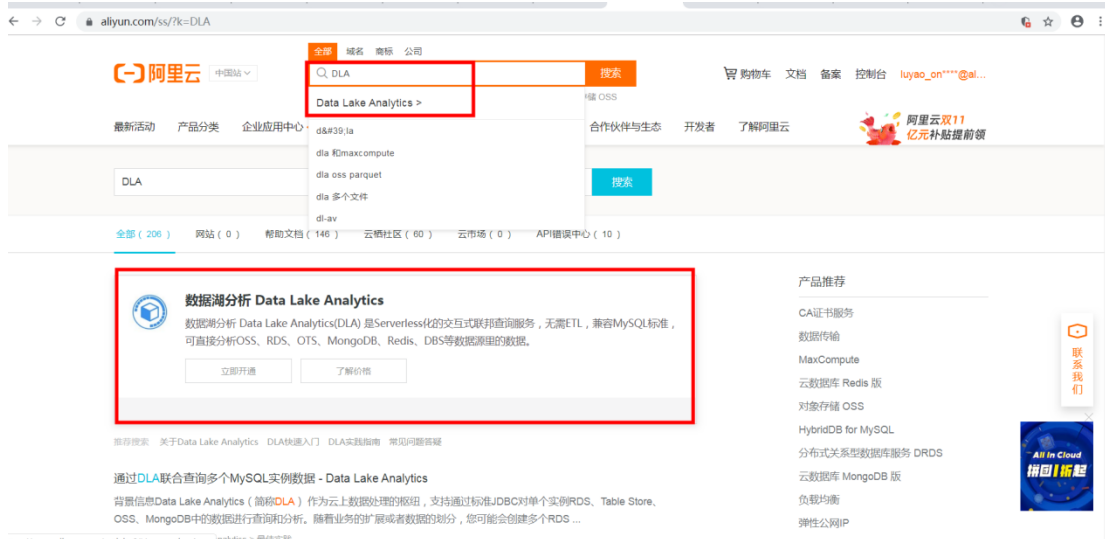 aliyun.com/ss/?k=DLA
全部 域名 商标 公司
阿里云 中国站
DLA
搜索
购物车 文档 备案 控制台 luyao_on****@al...
Data Lake Analytics >
储 OSS
最新活动 产品分类 企业应用中心
合作伙伴与生态 开发者 了解阿里云
阿里云双11
亿元补贴提前领
d&#39;la
dla 和maxcompute
dla oss parquet
dla 多个文件
dl-av
DLA
搜索
全部 ( 206 ) 网站 ( 0 ) 帮助文档 ( 146 ) 云栖社区 ( 60 ) 云市场 ( 0 ) API错误中心 ( 10 )
数据湖分析 Data Lake Analytics
数据湖分析 Data Lake Analytics(DLA) 是Serverless化的交互式联邦查询服务，无需ETL，兼容MySQL标准，
可直接分析OSS、RDS、OTS、MongoDB、Redis、DBS等数据源里的数据。
立即开通 了解价格
推荐搜索 关于Data Lake Analytics DLA快速入门 DLA实践指南 常见问题答疑
通过DLA联合查询多个MySQL实例数据 - Data Lake Analytics
背景信息Data Lake Analytics（简称DLA）作为云上数据处理的枢纽，支持通过标准JDBC对单个实例RDS、Table Store、
OSS、MongoDB中的数据进行查询和分析。随着业务的扩展或者数据的划分，您可能会创建多个RDS ...
产品推荐
CA证书服务
数据传输
MaxCompute
云数据库 Redis 版
对象存储 OSS
HybridDB for MySQL
分布式关系型数据库服务 DRDS
云数据库 MongoDB 版
负载均衡
弹性公网IP
联系我们
All in Cloud
拼团1折起